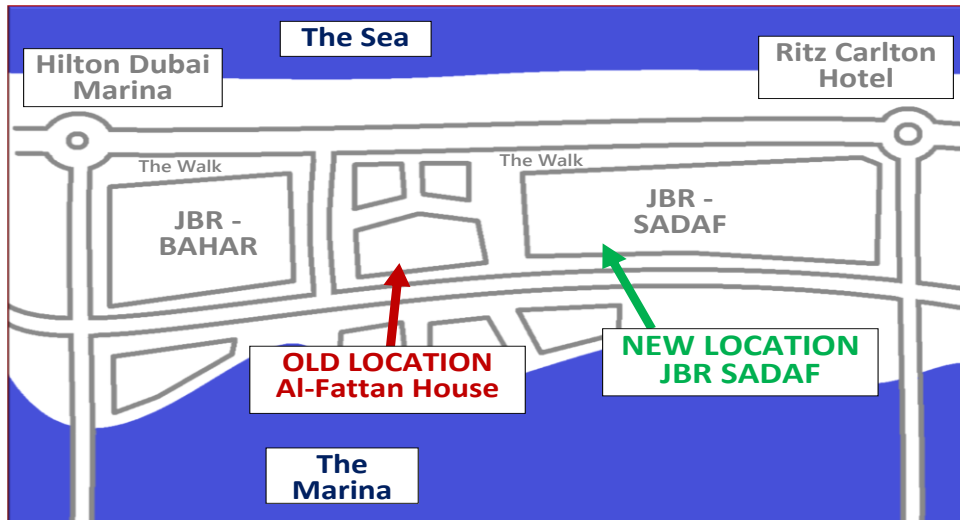 The Sea
Hilton Dubai
Marina
Ritz Carlton
Hotel
The Walk
The Walk
JBR -
BAHAR
JBR -
SADAF
OLD LOCATION
Al-Fattan House
NEW LOCATION
JBR SADAF
The
Marina